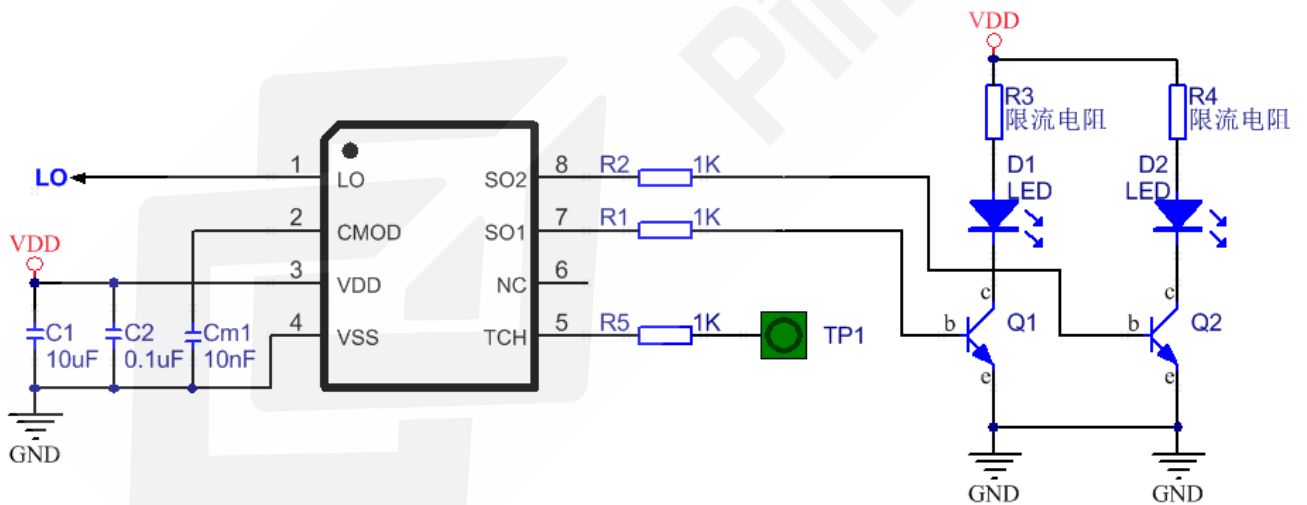 Pin
VDD
R3
限流电阻
R4
限流电阻
D1
LED
D2
LED
LO
1
LO
SO2
8
R2
1K
2
CMOD
SO1
7
R1
1K
VDD
3
VDD
NC
6
4
VSS
TCH
5
R5
1K
TP1
C1
10uF
C2
0.1uF
Cm1
10nF
GND
c
b
Q1
e
c
b
Q2
e
GND
GND